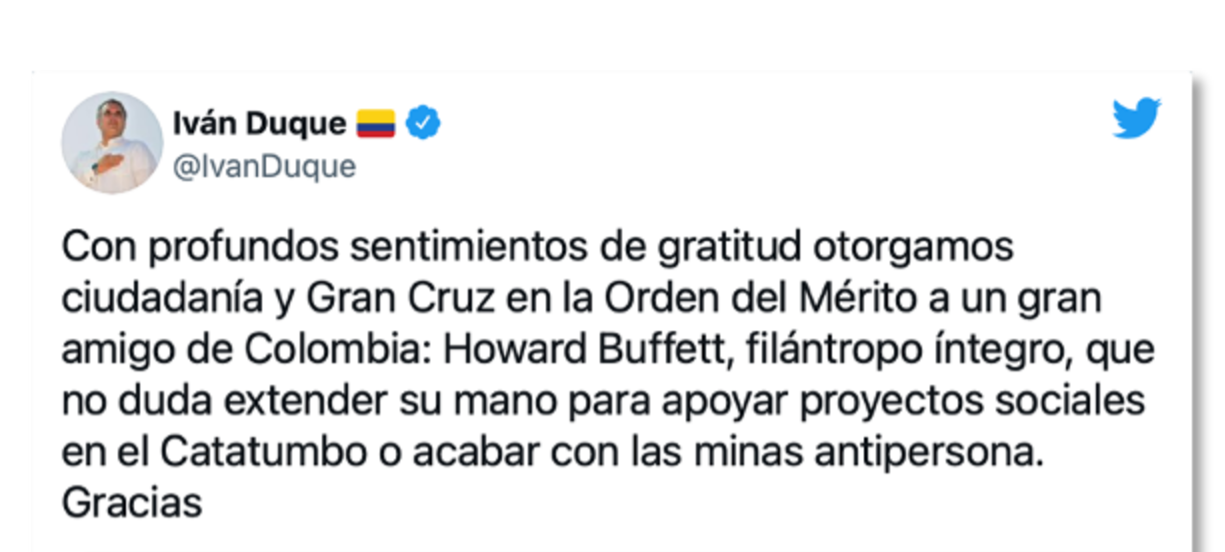 Iván Duque 🇨🇴
@IvanDuque
Con profundos sentimientos de gratitud otorgamos
ciudadanía y Gran Cruz en la Orden del Mérito a un gran
amigo de Colombia: Howard Buffett, filántropo íntegro, que
no duda extender su mano para apoyar proyectos sociales
en el Catatumbo o acabar con las minas antipersona.
Gracias